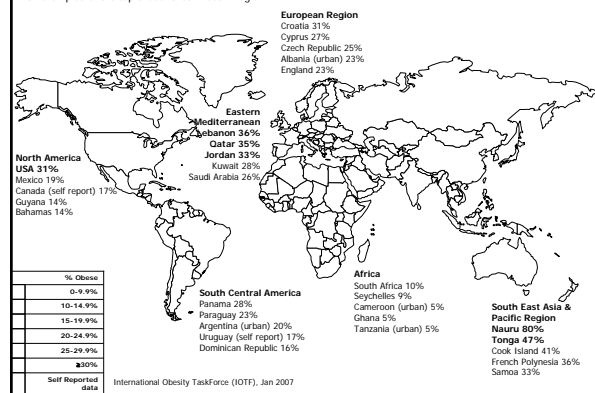 European Region
Croatia 31%
Cyprus 27%
Czech Republic 25%
Albania (urban) 23%
England 23%
Eastern
Mediterranean
Lebanon 36%
Qatar 35%
Jordan 33%
Kuwait 28%
Saudi Arabia 26%
North America
USA 31%
Mexico 19%
Canada (self report) 17%
Guyana 14%
Bahamas 14%
South Central America
Panama 28%
Paraguay 23%
Argentina (urban) 20%
Uruguay (self report) 17%
Dominican Republic 16%
Africa
South Africa 10%
Seychelles 9%
Cameroon (urban) 5%
Ghana 5%
Tanzania (urban) 5%
South East Asia &
Pacific Region
Nauru 80%
Tonga 47%
Cook Island 41%
French Polynesia 36%
Samoa 33%
% Obese
0-9.9%
10-14.9%
15-19.9%
20-24.9%
25-29.9%
≥30%
Self Reported
data
International Obesity TaskForce (IOTF), Jan 2007